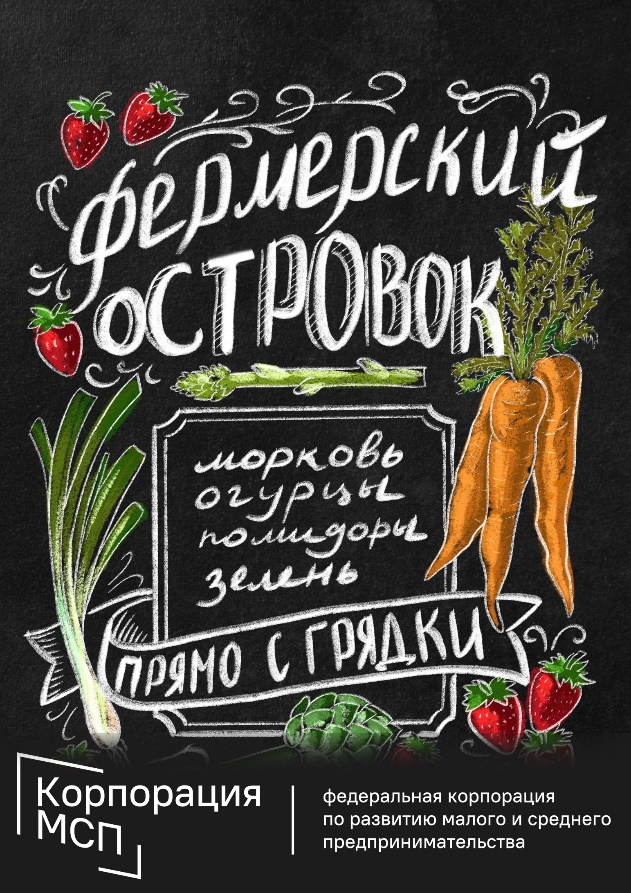 фермерский
островок
морковь
огурцы
помидоры
зелень
ПРЯМО С ГРЯДКИ
Корпорация
МСП
федеральная корпорация
по развитию малого и среднего
предпринимательства